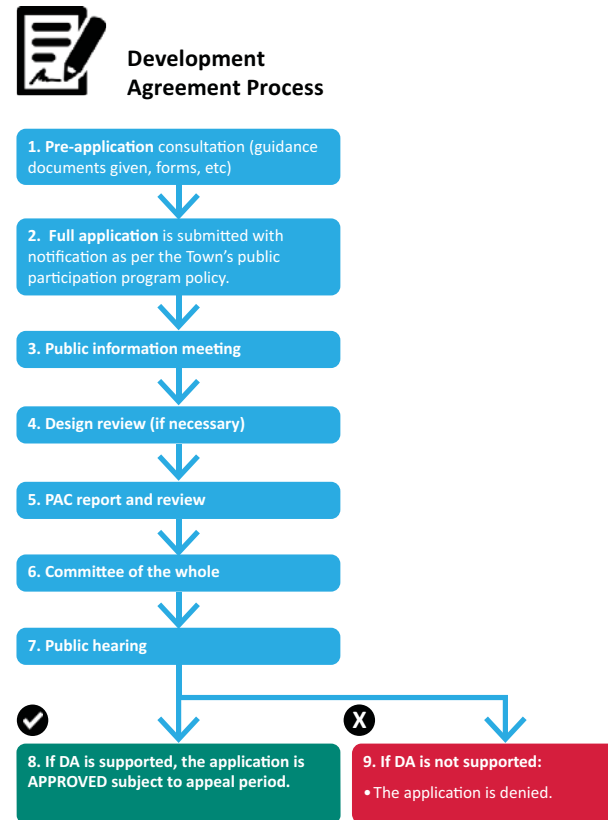 Development
Agreement Process
1. Pre-application consultation (guidance
documents given, forms, etc)
2. Full application is submitted with
notification as per the Town's public
participation program policy.
3. Public information meeting
4. Design review (if necessary)
5. PAC report and review
6. Committee of the whole
7. Public hearing
X
8. If DA is supported, the application is
APPROVED subject to appeal period.
9. If DA is not supported:
• The application is denied.